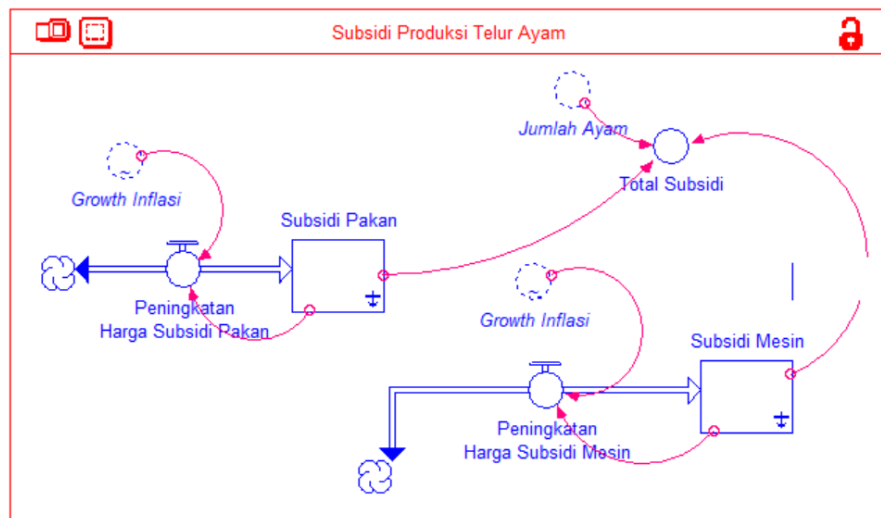 Subsidi Produksi Telur Ayam
Jumlah Ayam
Total Subsidi
Growth Inflasi
Subsidi Pakan
Peningkatan
Harga Subsidi Pakan
Growth Inflasi
Subsidi Mesin
Peningkatan
Harga Subsidi Mesin